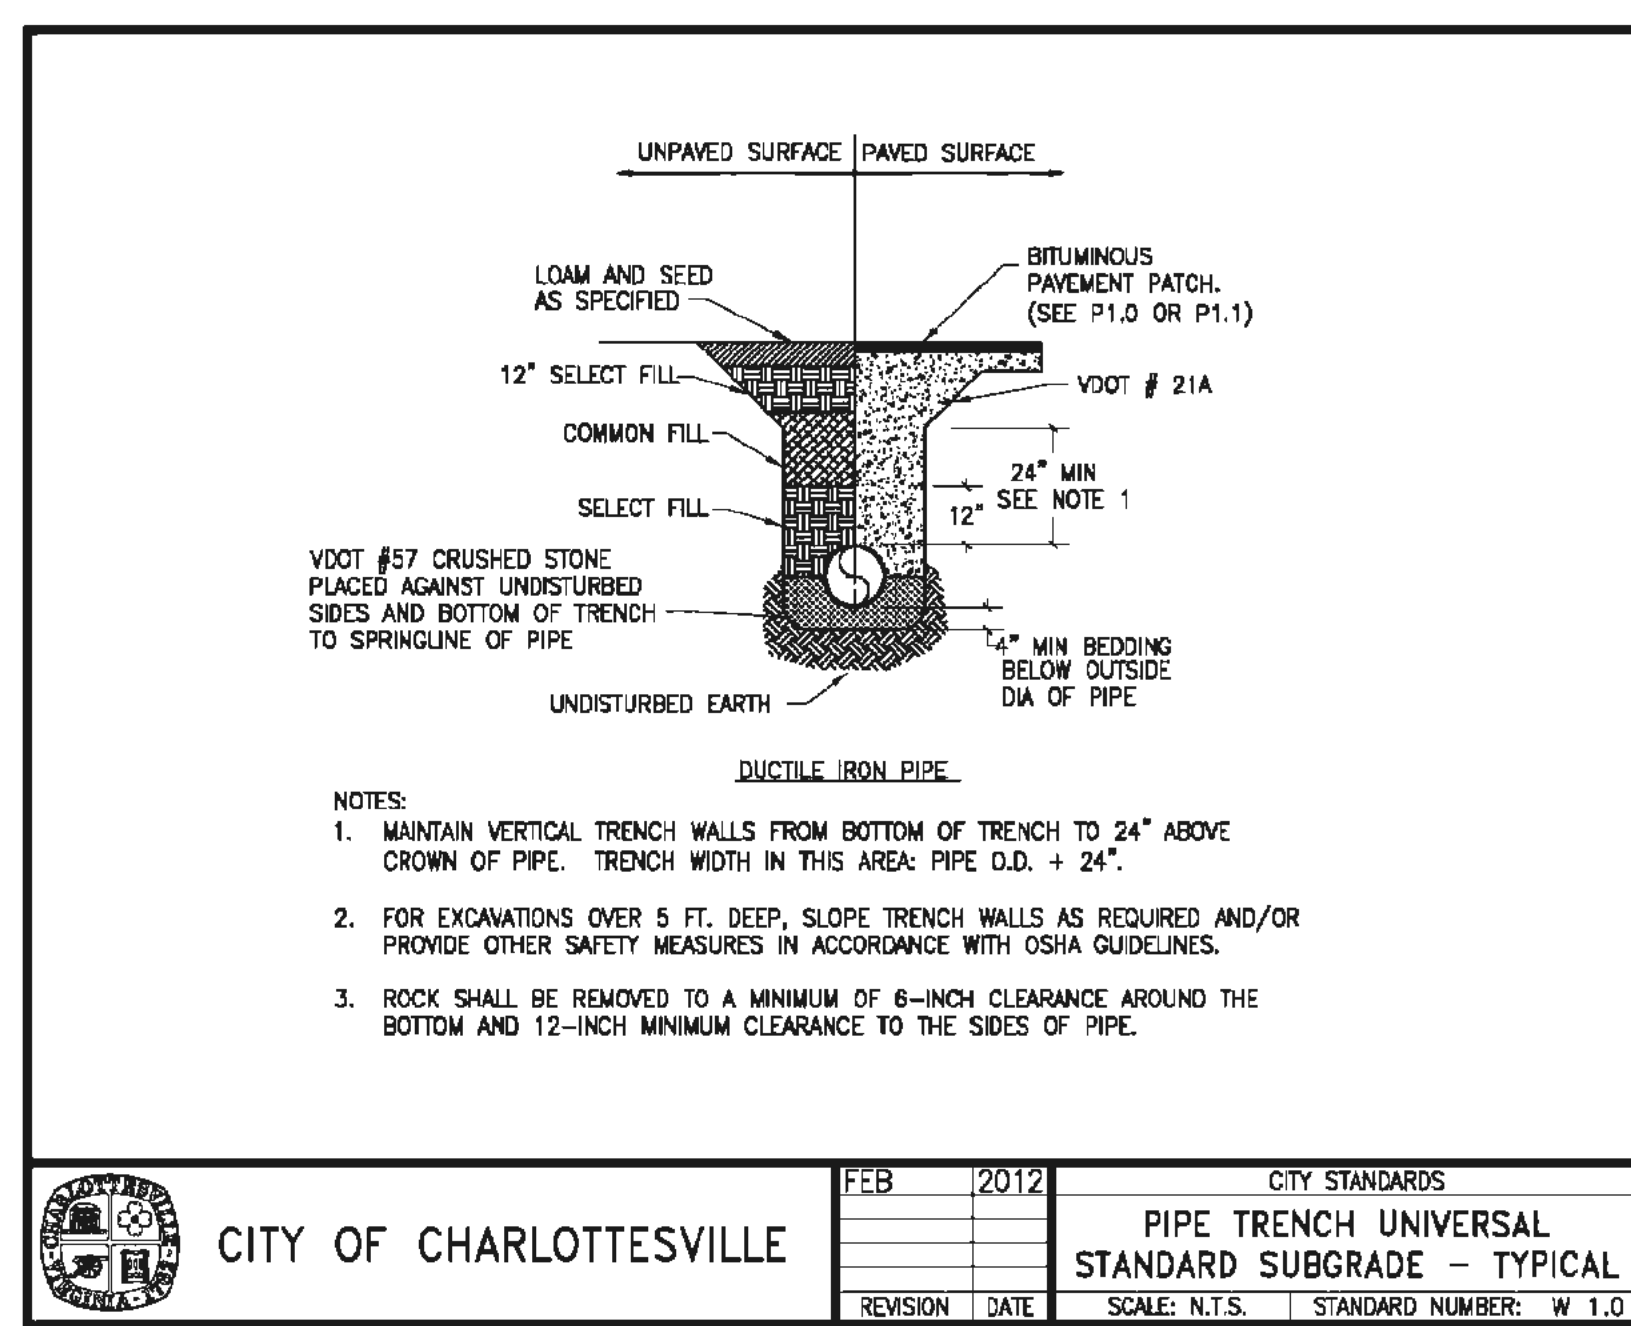 UNPAVED SURFACE PAVED SURFACE
LOAM AND SEED
AS SPECIFIED
BITUMINOUS
PAVEMENT PATCH.
(SEE P1.0 OR P1.1)
12" SELECT FILL
VDOT # 21A
COMMON FILL
24" MIN
SEE NOTE 1
SELECT FILL
12"
VDOT #57 CRUSHED STONE
PLACED AGAINST UNDISTURBED
SIDES AND BOTTOM OF TRENCH
TO SPRINGLINE OF PIPE
4" MIN BEDDING
BELOW OUTSIDE
DIA OF PIPE
UNDISTURBED EARTH
DUCTILE IRON PIPE
NOTES:
1. MAINTAIN VERTICAL TRENCH WALLS FROM BOTTOM OF TRENCH TO 24" ABOVE
CROWN OF PIPE. TRENCH WIDTH IN THIS AREA: PIPE O.D. + 24".
2. FOR EXCAVATIONS OVER 5 FT. DEEP, SLOPE TRENCH WALLS AS REQUIRED AND/OR
PROVIDE OTHER SAFETY MEASURES IN ACCORDANCE WITH OSHA GUIDELINES.
3. ROCK SHALL BE REMOVED TO A MINIMUM OF 6-INCH CLEARANCE AROUND THE
BOTTOM AND 12-INCH MINIMUM CLEARANCE TO THE SIDES OF PIPE.
CHARLOTTESVILLE
VIRGINIA
CITY OF CHARLOTTESVILLE
FEB 2012
REVISION DATE
CITY STANDARDS
PIPE TRENCH UNIVERSAL
STANDARD SUBGRADE - TYPICAL
SCALE: N.T.S. STANDARD NUMBER: W 1.0